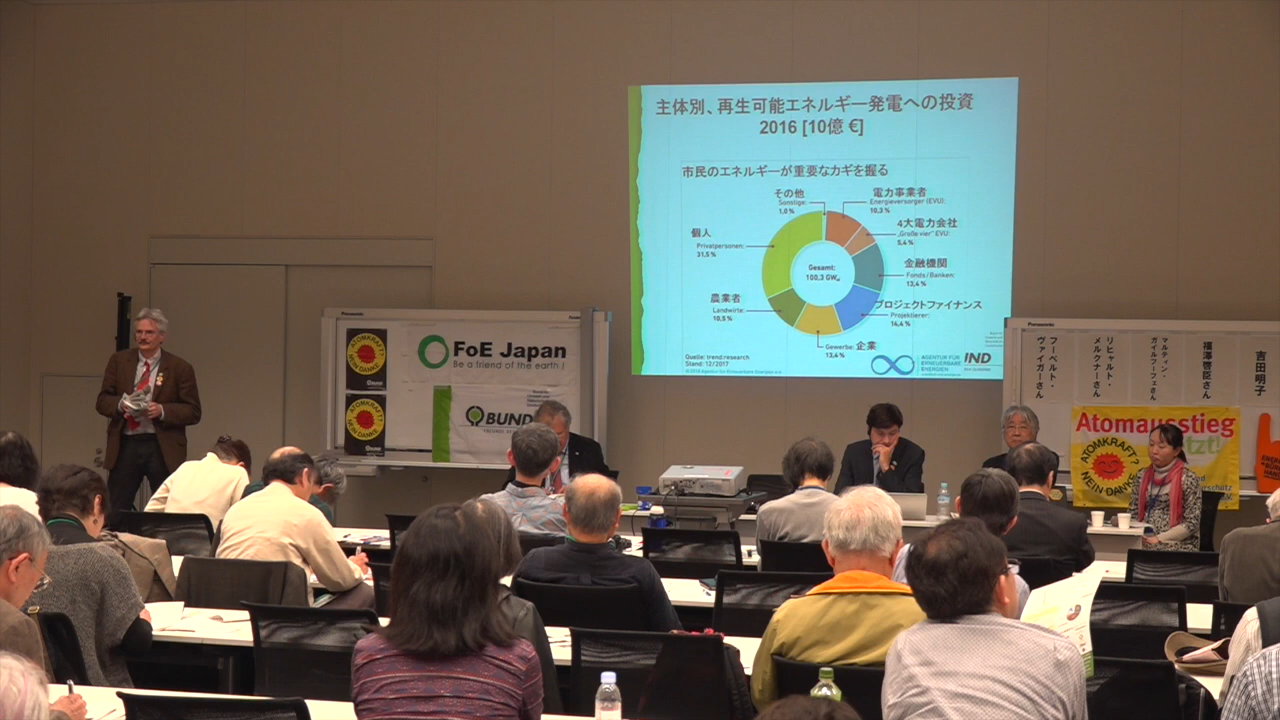 主体別、再生可能エネルギー発電への投資
2016 [10億 €]
市民のエネルギーが重要なカギを握る
その他
Sonstige:
1,0 %
電力事業者
Energieversorger (EVU):
10,3 %
4大電力会社
„Große vier“ EVU:
5,4 %
個人
Privatpersonen:
31,5 %
金融機関
Fonds / Banken:
13,4 %
Gesamt:
100,3 GW
農業者
Landwirte:
10,5 %
プロジェクトファイナンス
Projektierer:
14,4 %
Gewerbe: 企業
13,4 %
Quelle: trend.research
Stand: 12/2017
AGENTUR FÜR
ERNEUERBARE
ENERGIEN
IND
Panasonic
ATOMKRAFT?
NEIN DANKE
FoE Japan
Be a friend of the earth !
ATOMKRAFT?
NEIN DANKE
BUND
Panasonic
フーベルト・
ヴァイガーさん
リヒャルト・
メルクナーさん
マルティン・
ガイルフーフェさん
福澤啓臣さん
吉田明子
Atomausstieg
ATOMKRAFT?
NEIN DANKE